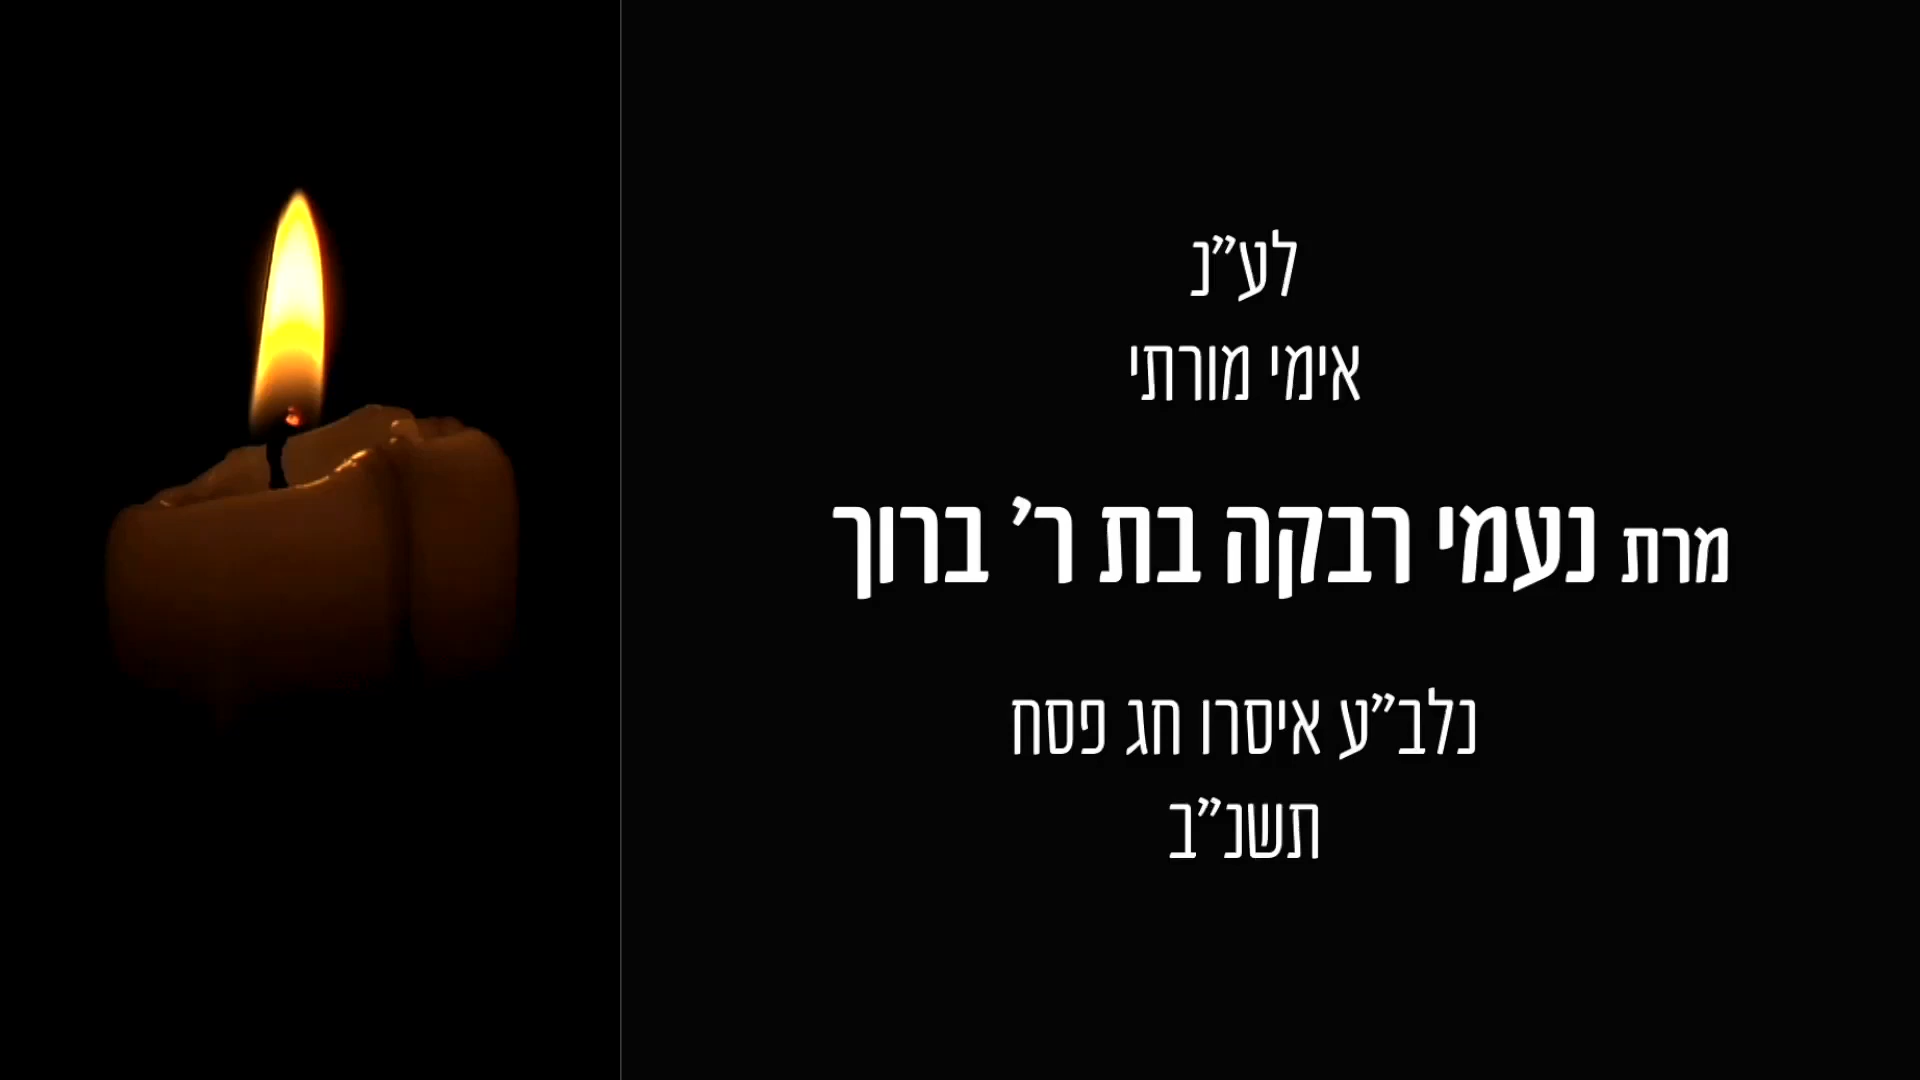 לע״נ
אימי מורתי
מרת נעמי רבקה בת ר׳ ברוך
נלב״ע איסרו חג פסח
תשנ״ב